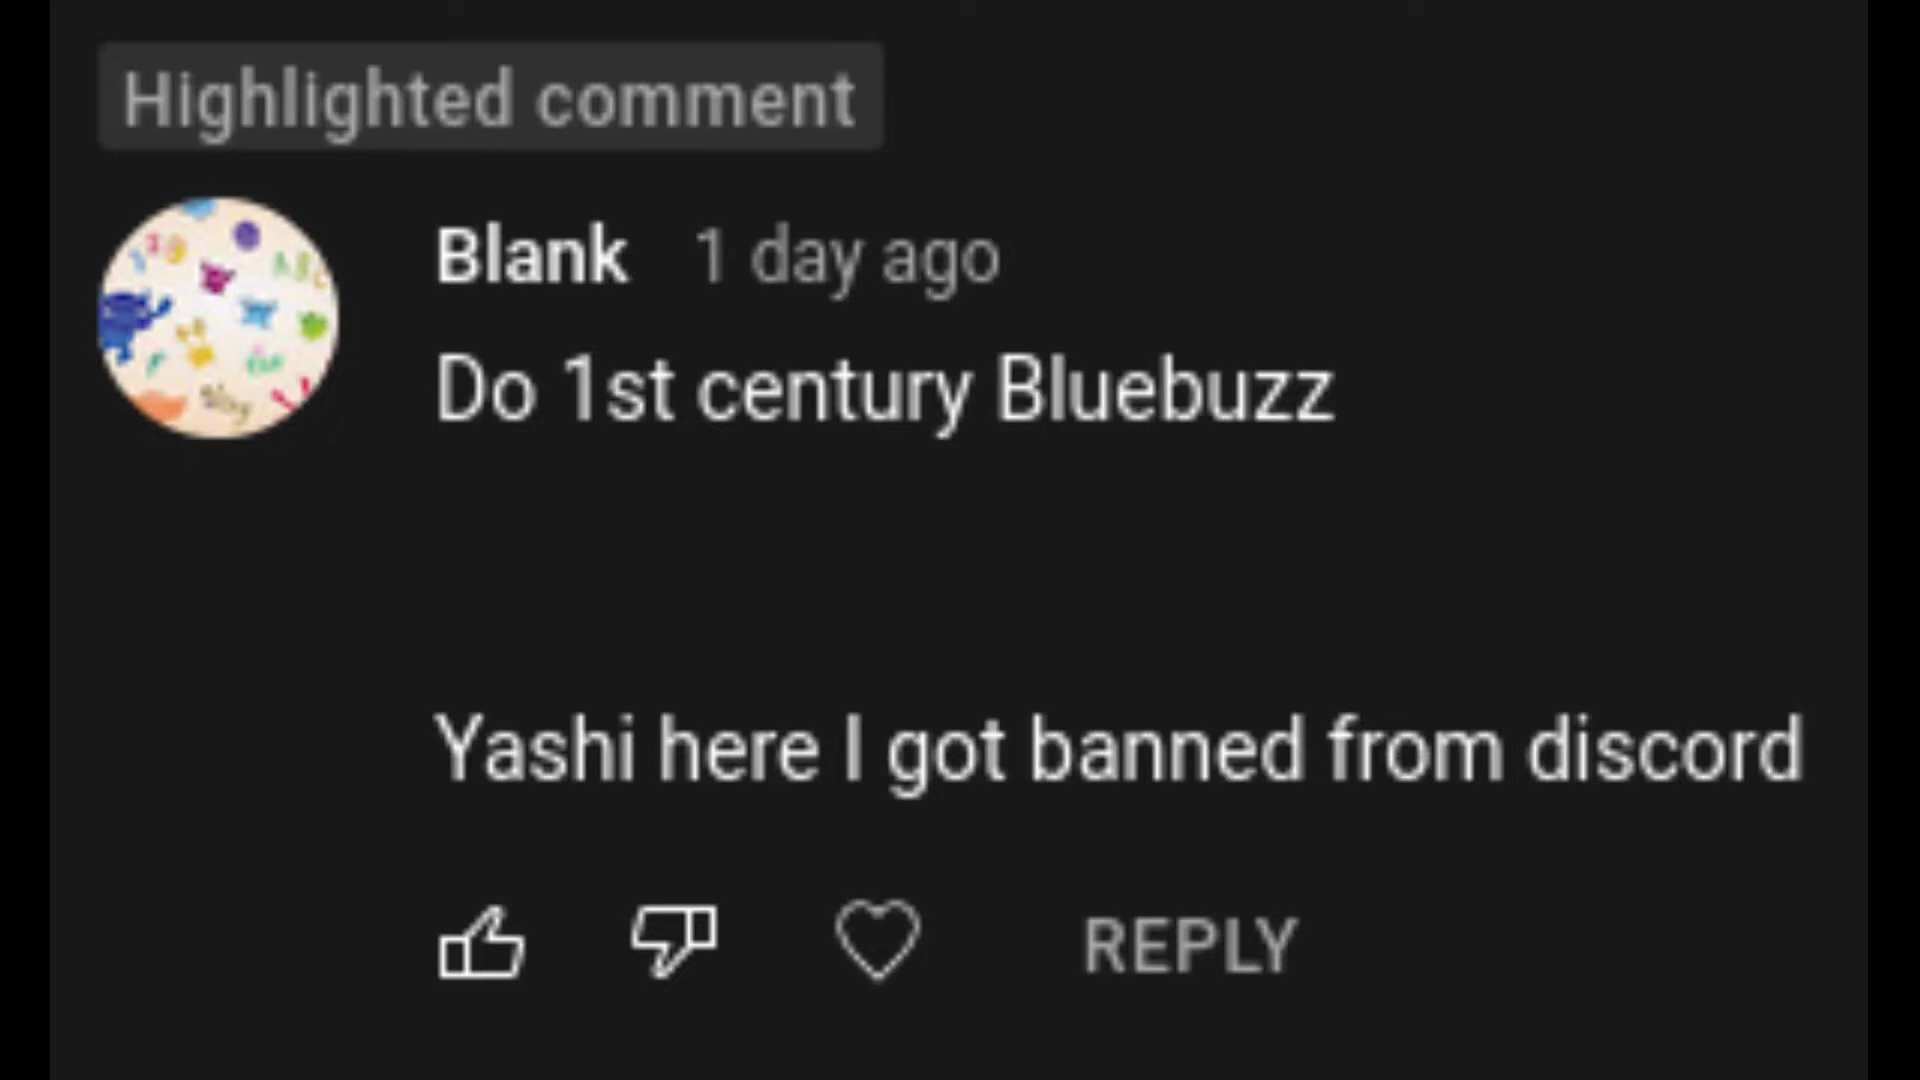 Highlighted comment
Blank 1 day ago
Do 1st century Bluebuzz
Yashi here I got banned from discord
REPLY